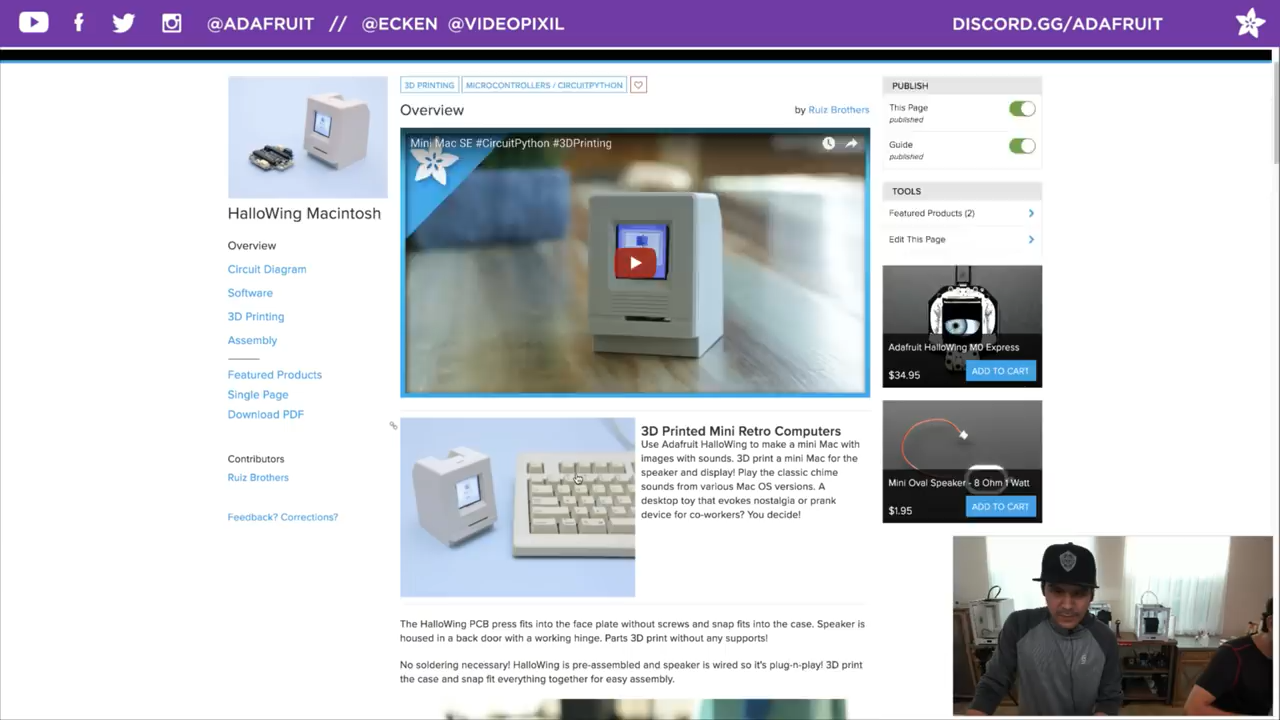 @ADAFRUIT // @ECKEN @VIDEOPIXIL
DISCORD.GG/ADAFRUIT
HalloWing Macintosh
Overview
Circuit Diagram
Software
3D Printing
Assembly
Featured Products
Single Page
Download PDF
Contributors
Ruiz Brothers
Feedback? Corrections?
3D PRINTING
MICROCONTROLLERS / CIRCUITPYTHON
Overview
by Ruiz Brothers
Mini Mac SE #CircuitPython #3DPrinting
3D Printed Mini Retro Computers
Use Adafruit HalloWing to make a mini Mac with
images with sounds. 3D print a mini Mac for the
speaker and display! Play the classic chime
sounds from various Mac OS versions. A
desktop toy that evokes nostalgia or prank
device for co-workers? You decide!
The HalloWing PCB press fits into the face plate without screws and snap fits into the case. Speaker is
housed in a back door with a working hinge. Parts 3D print without any supports!
No soldering necessary! HalloWing is pre-assembled and speaker is wired so it's plug-n-play! 3D print
the case and snap fit everything together for easy assembly.
PUBLISH
This Page
published
Guide
published
TOOLS
Featured Products (2)
Edit This Page
Adafruit HalloWing M0 Express
$34.95
ADD TO CART
Mini Oval Speaker - 8 Ohm 1 Watt
$1.95
ADD TO CART